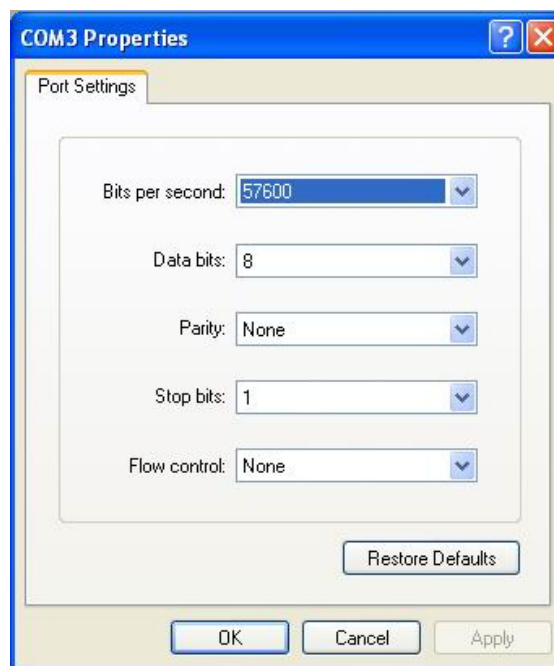 COM3 Properties
Port Settings
Bits per second: 57600
Data bits: 8
Parity: None
Stop bits: 1
Flow control: None
Restore Defaults
OK Cancel Apply